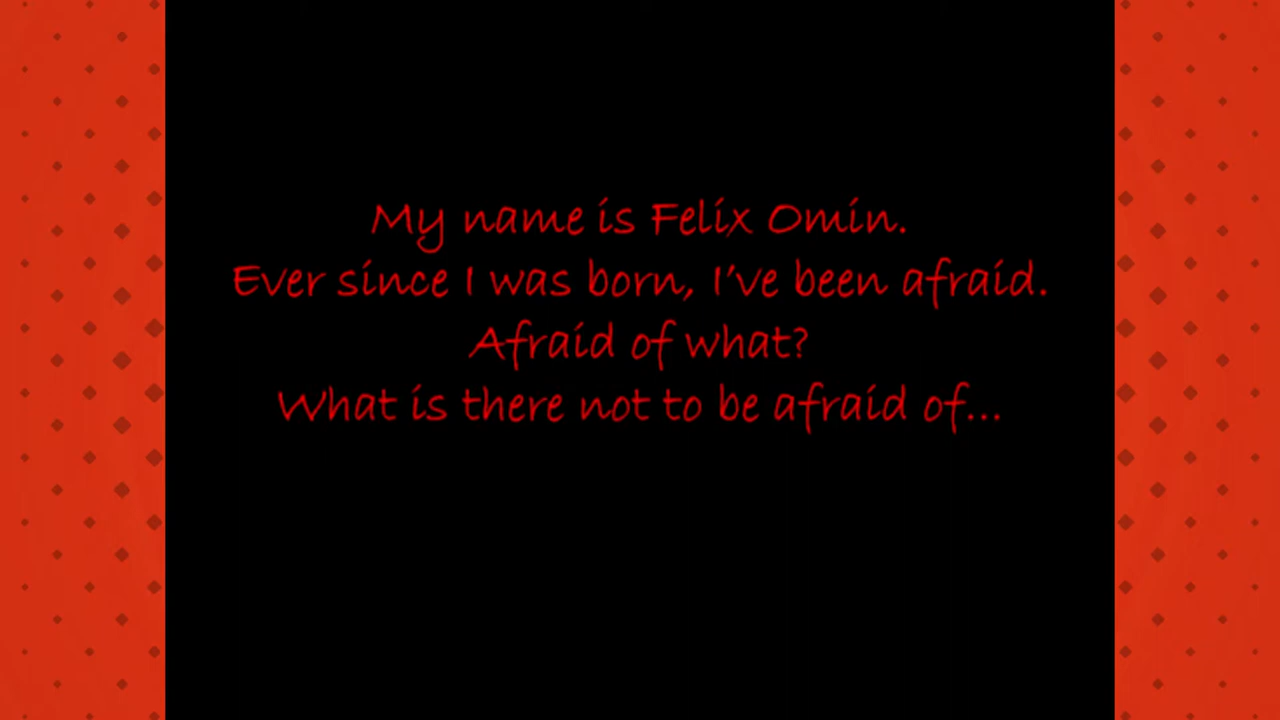 My name is Felix Omin.
Ever since I was born, I've been afraid.
Afraid of what?
What is there not to be afraid of...